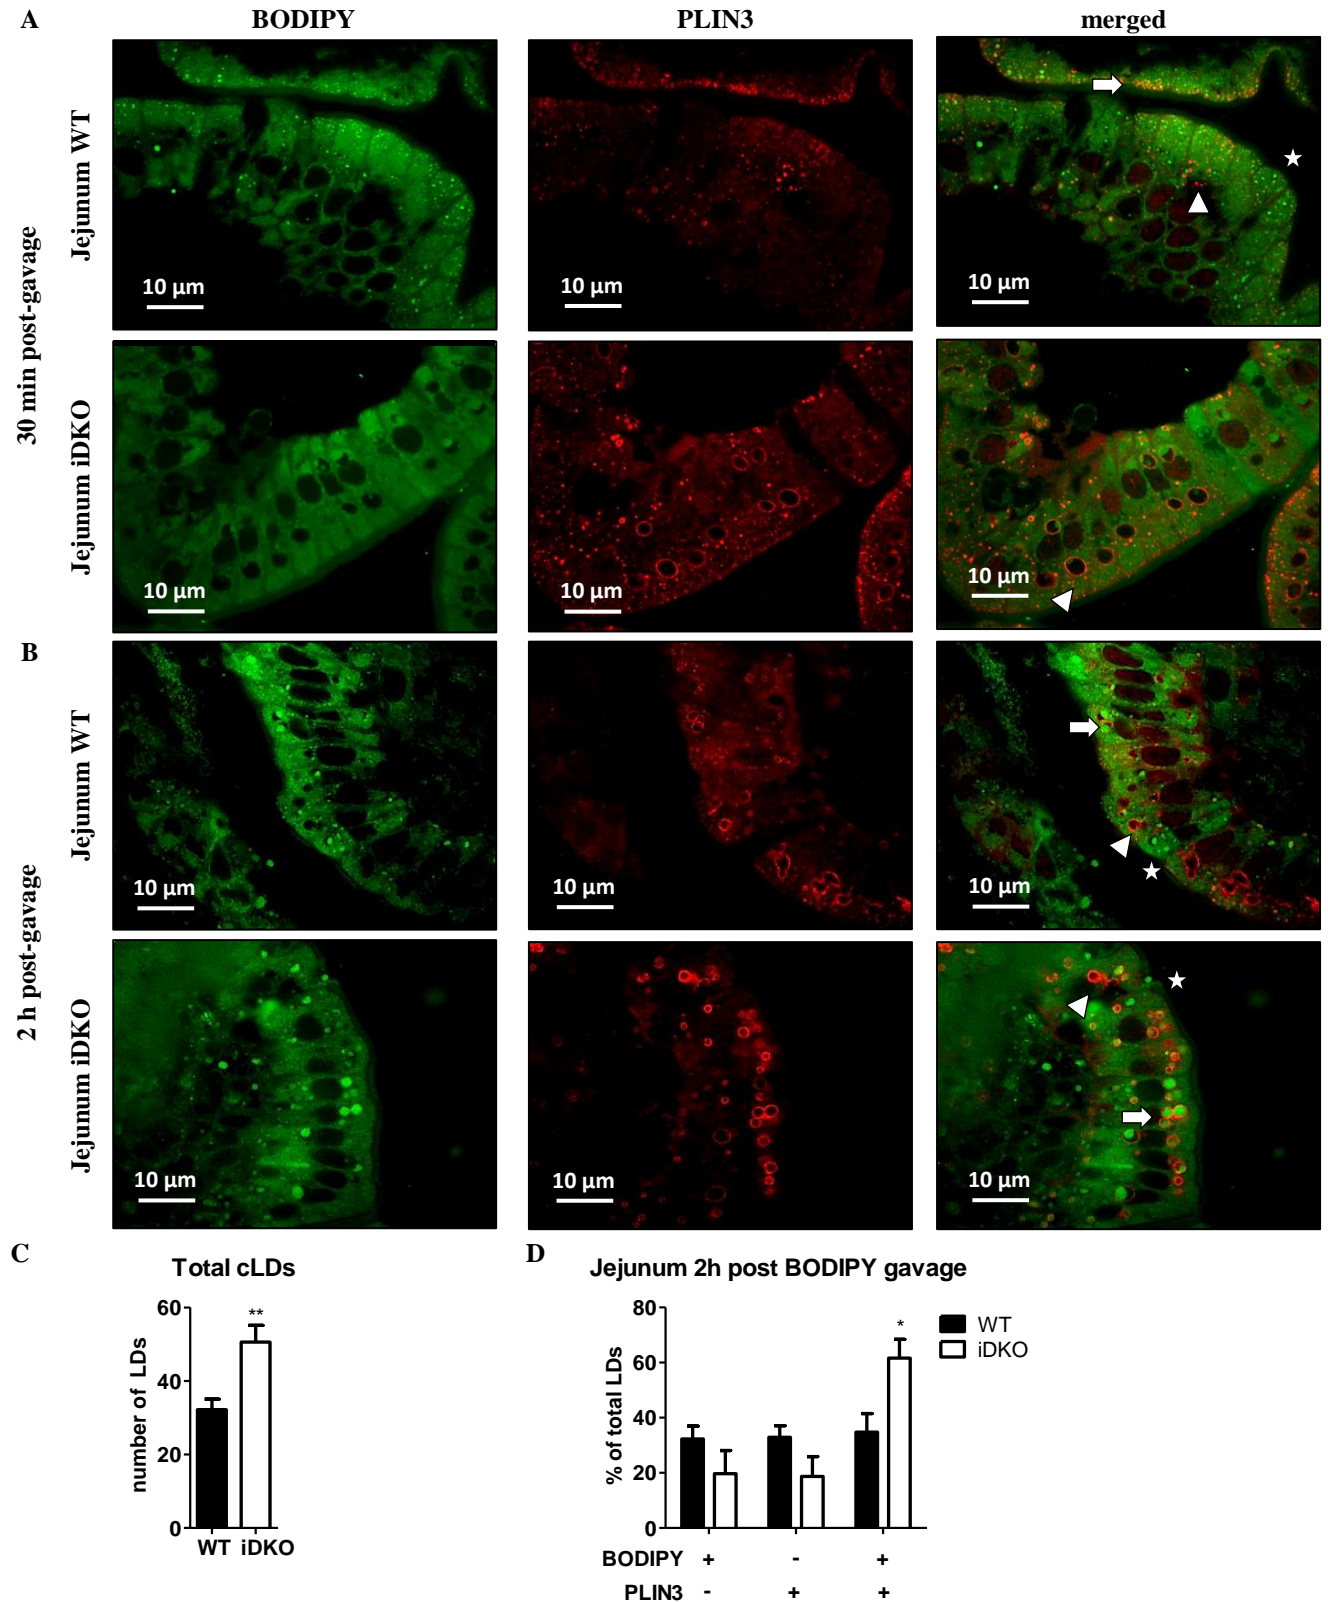 A
BODIPY
PLIN3
merged
30 min post-gavage
Jejunum WT
10 µm
10 µm
10 µm
Jejunum iDKO
10 µm
10 µm
10 µm
B
2 h post-gavage
Jejunum WT
10 µm
10 µm
10 µm
Jejunum iDKO
10 µm
10 µm
10 µm
C
Total cLDs
number of LDs
60
40
20
0
**
WT iDKO
D
Jejunum 2h post BODIPY gavage
% of total LDs
80
60
40
20
0
*
WT
iDKO
BODIPY + - +
PLIN3 - + +